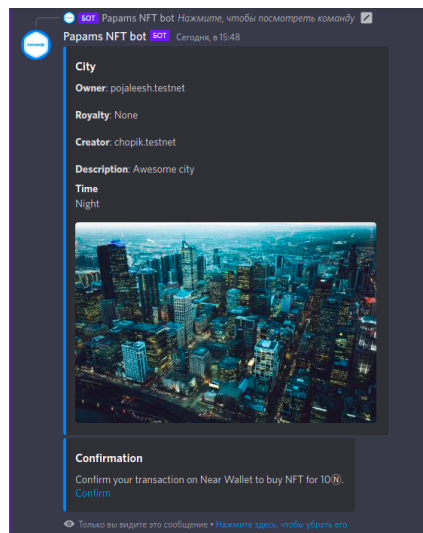 БОТ Papams NFT bot Нажмите, чтобы посмотреть команду
Papams NFT bot БОТ Сегодня, в 15:48
City
Owner: pojaleesh.testnet
Royalty: None
Creator: chopik.testnet
Description: Awesome city
Time
Night
Confirmation
Confirm your transaction on Near Wallet to buy NFT for 10Ⓝ.
Confirm
Только вы видите это сообщение • Нажмите здесь, чтобы убрать его